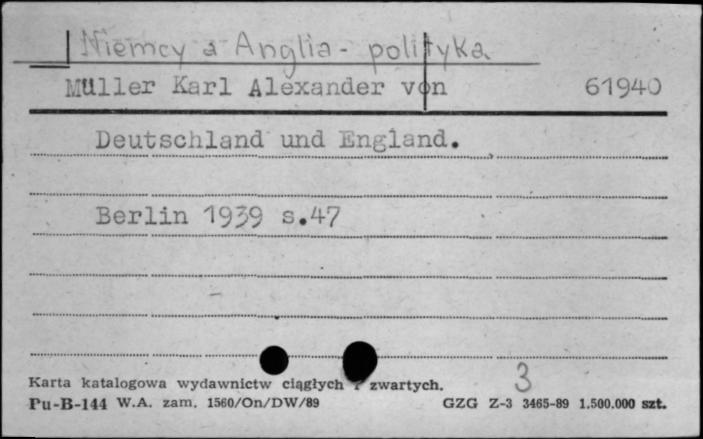 Niemcy a Anglia - polityka
Müller Karl Alexander von 61940
Deutschland und England.
Berlin 1939 s.47
3
Karta katalogowa wydawnictw ciągłych i zwartych.
Pu-B-144 W.A. zam. 1560/On/DW/89 GZG Z-3 3465-89 1.500.000 szt.